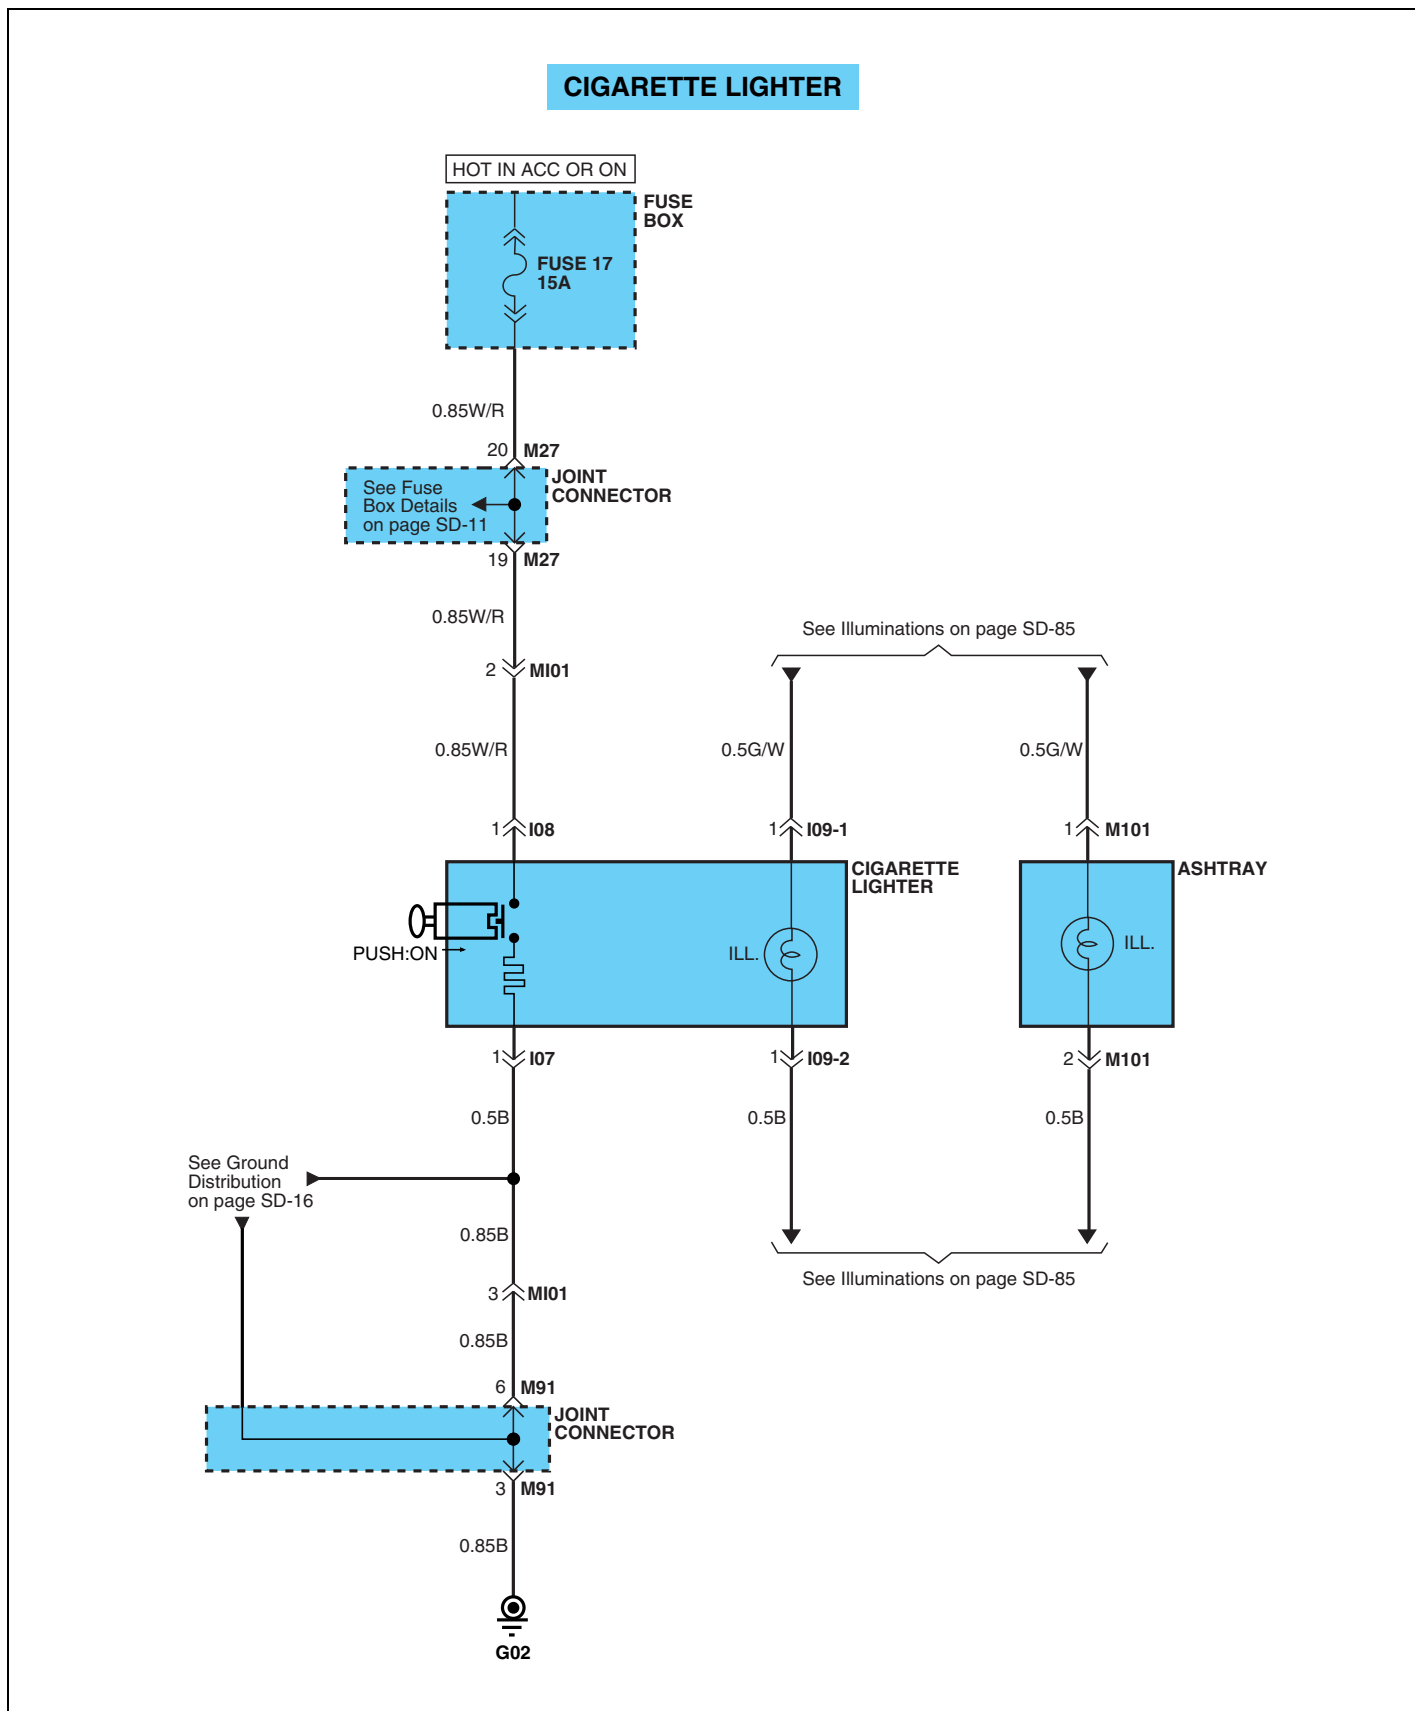 CIGARETTE LIGHTER
HOT IN ACC OR ON
FUSE
BOX
FUSE 17
15A
0.85W/R
20 M27
JOINT
CONNECTOR
See Fuse
Box Details
on page SD-11
19 M27
0.85W/R
See Illuminations on page SD-85
2 MI01
0.85W/R
0.5G/W
0.5G/W
1 I08
1 I09-1
1 M101
CIGARETTE
LIGHTER
ASHTRAY
PUSH:ON
ILL.
ILL.
1 I07
1 I09-2
2 M101
0.5B
0.5B
0.5B
See Ground
Distribution
on page SD-16
0.85B
See Illuminations on page SD-85
3 MI01
0.85B
6 M91
JOINT
CONNECTOR
3 M91
0.85B
G02